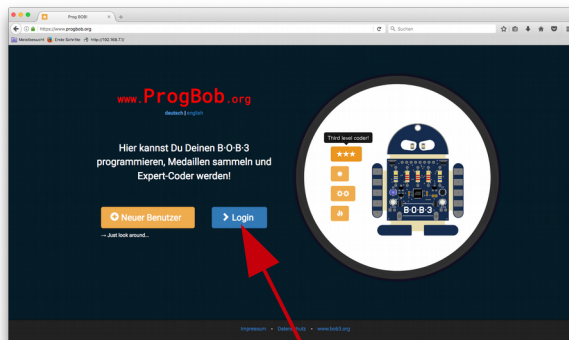 Prog BOB!
https://www.progbob.org
Suchen
Meistbesucht
Erste Schritte
http://192.168.7.1/
www.ProgBob.org
deutsch | english
Third level coder!
Hier kannst Du Deinen B·O·B·3
programmieren, Medaillen sammeln und
Expert-Coder werden!
B·O·B·3
Neuer Benutzer
Login
→ Just look around...
Impressum • Datenschutz • www.bob3.org